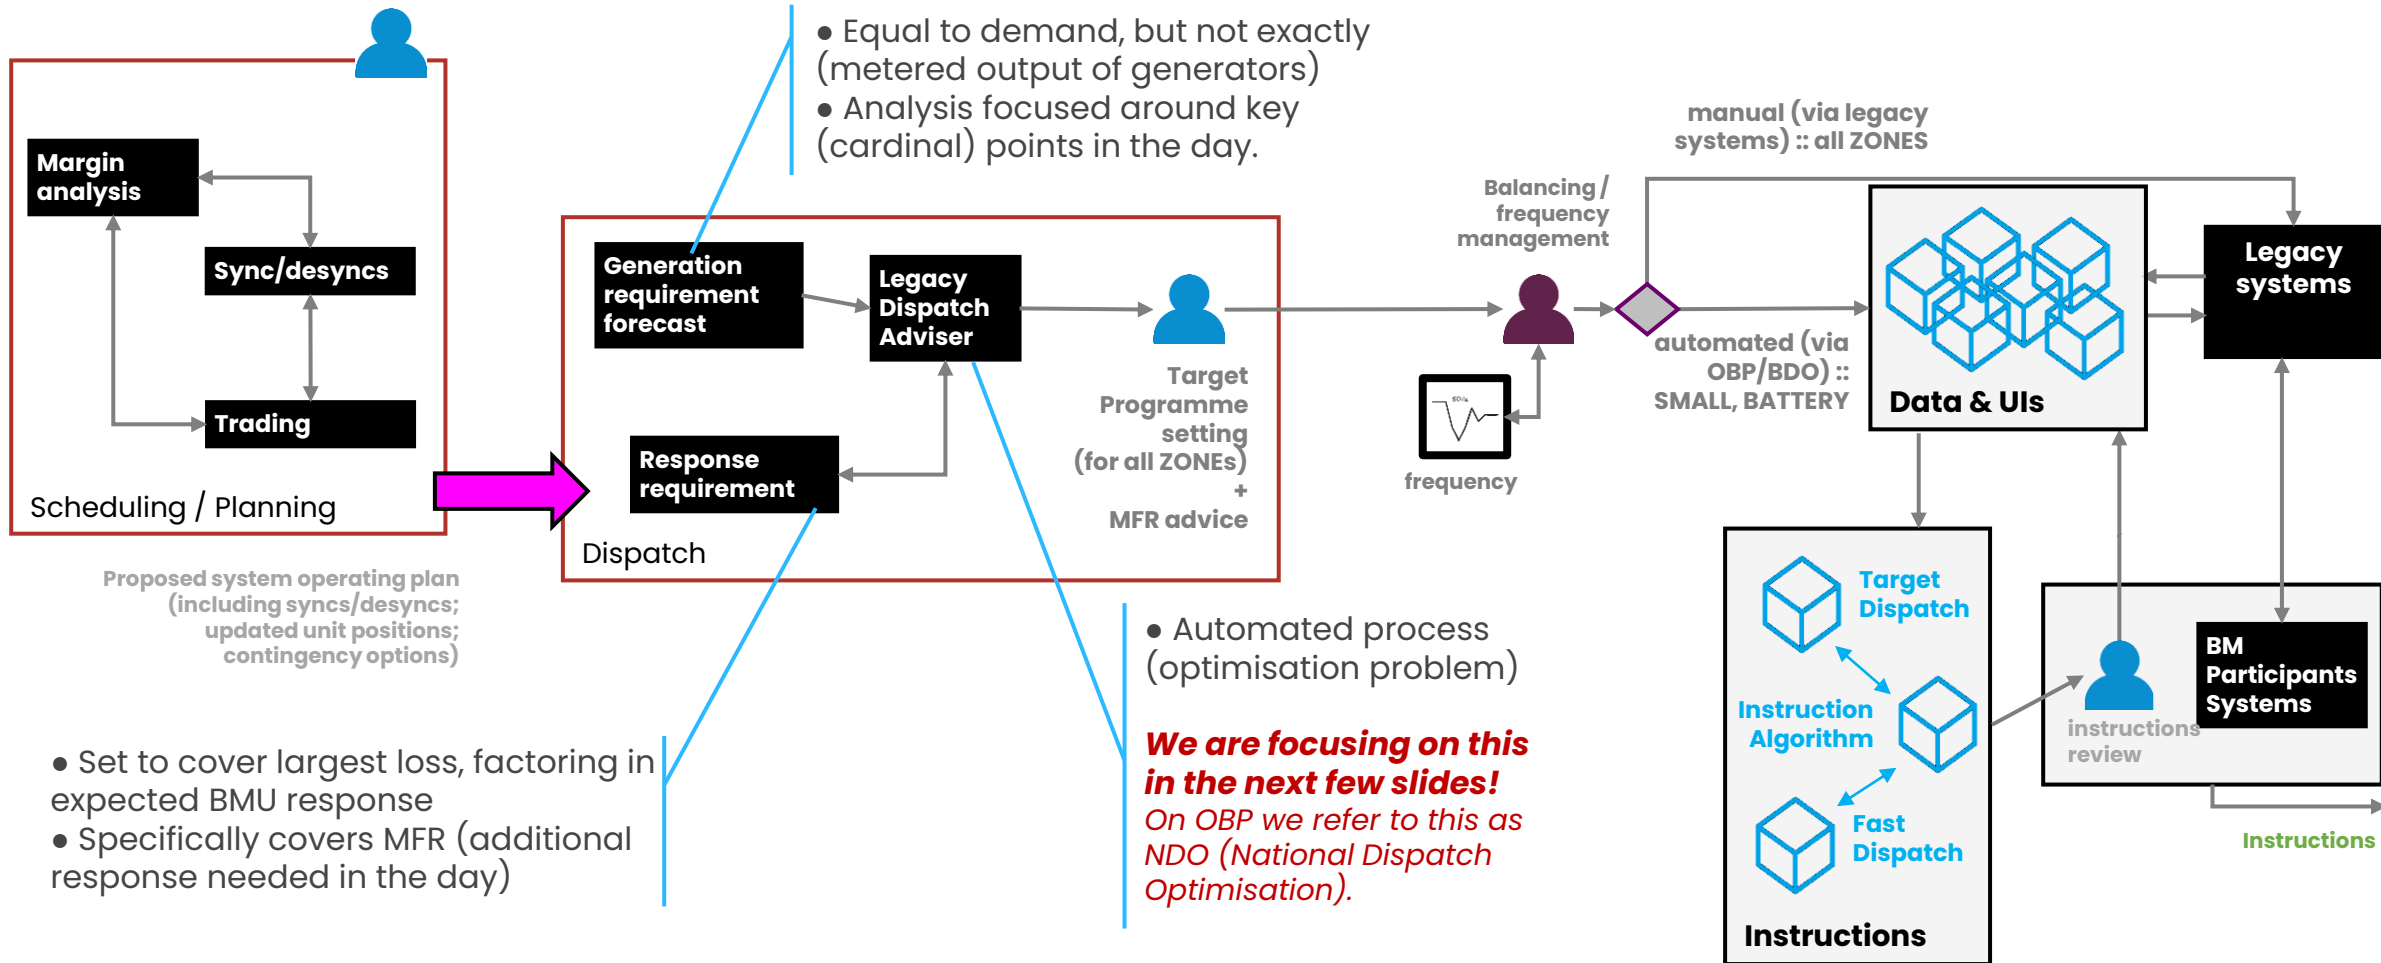 ● Equal to demand, but not exactly
(metered output of generators)
● Analysis focused around key
(cardinal) points in the day.
Margin
analysis
Sync/desyncs
Trading
Scheduling / Planning
Proposed system operating plan
(including syncs/desyncs;
updated unit positions;
contingency options)
Generation
requirement
forecast
Legacy
Dispatch
Adviser
Response
requirement
Dispatch
Target
Programme
setting
(for all ZONEs)
+
MFR advice
● Set to cover largest loss, factoring in
expected BMU response
● Specifically covers MFR (additional
response needed in the day)
● Automated process
(optimisation problem)
We are focusing on this
in the next few slides!
On OBP we refer to this as
NDO (National Dispatch
Optimisation).
Balancing /
frequency
management
frequency
manual (via legacy
systems) :: all ZONES
automated (via
OBP/BDO) ::
SMALL, BATTERY
Data & UIs
Legacy
systems
Target
Dispatch
Instruction
Algorithm
Fast
Dispatch
Instructions
instructions
review
BM
Participants
Systems
Instructions